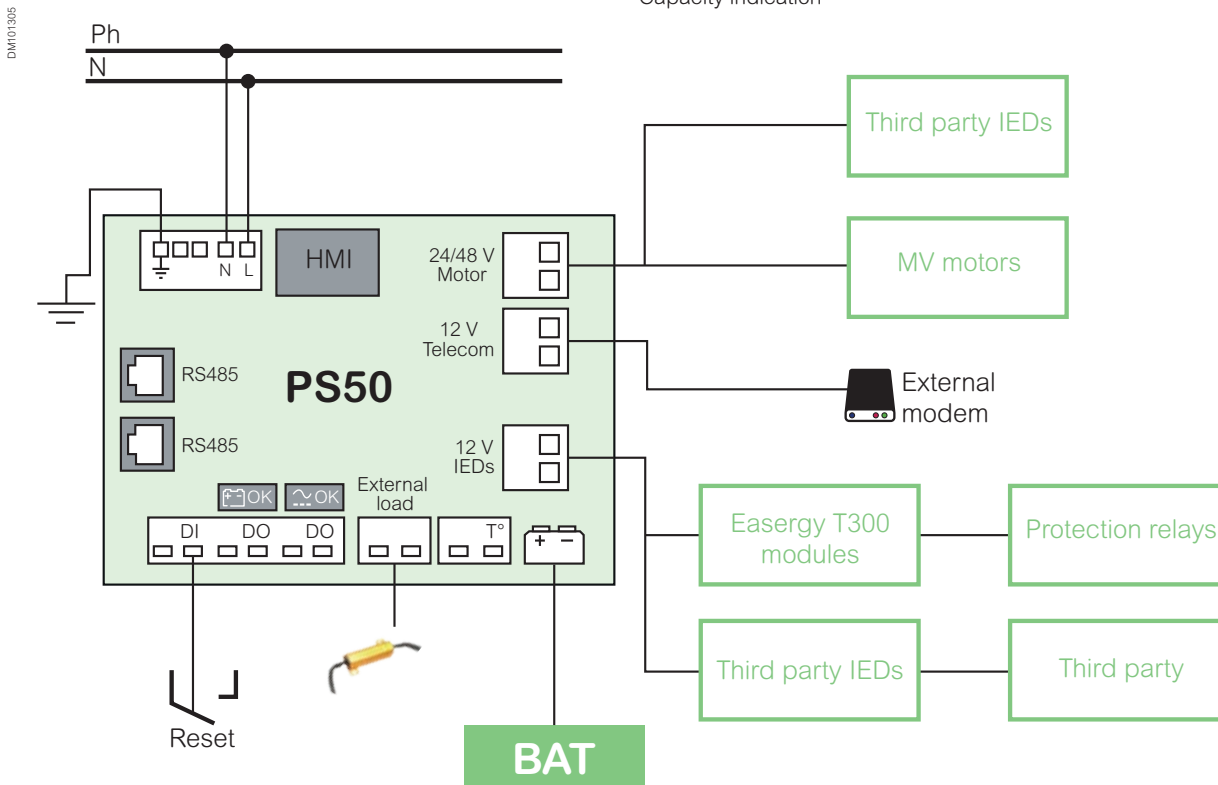 Capacity indication
DM101305
Ph
N
Third party IEDs
N L
HMI
24/48 V
Motor
MV motors
12 V
Telecom
RS485
PS50
External
modem
RS485
12 V
IEDs
OK
OK
External
load
DI DO DO
T°
+ −
Easergy T300
modules
Protection relays
Third party IEDs
Third party
Reset
BAT